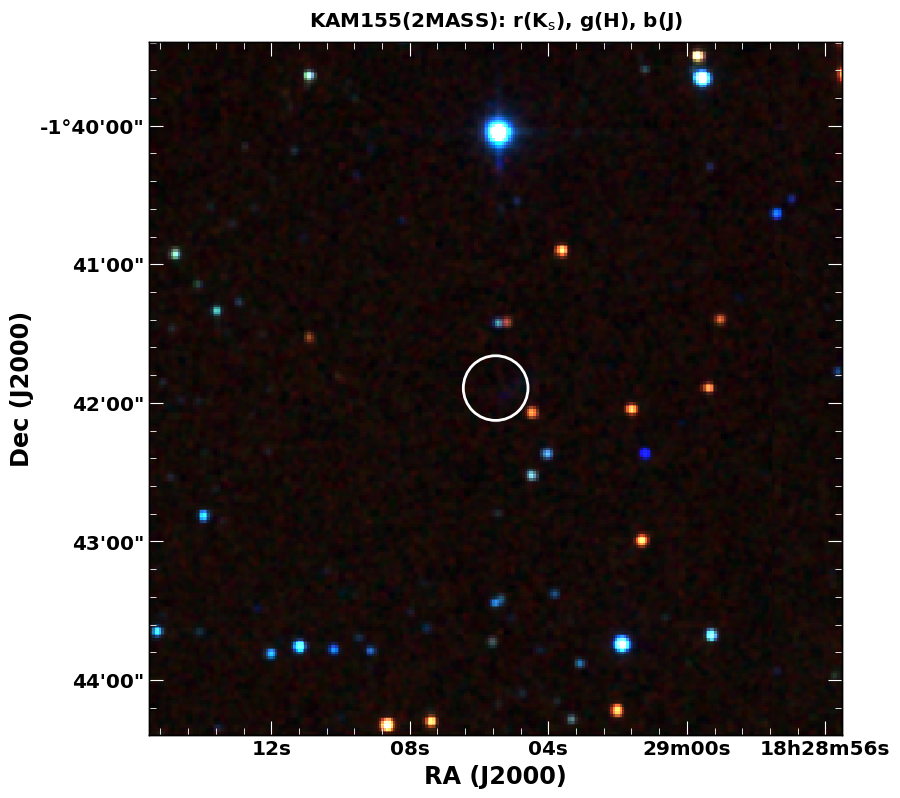 KAM155(2MASS): r(Ks), g(H), b(J)
Dec (J2000)
-1°40'00"
41'00"
42'00"
43'00"
44'00"
12s 08s 04s 29m00s 18h28m56s
RA (J2000)